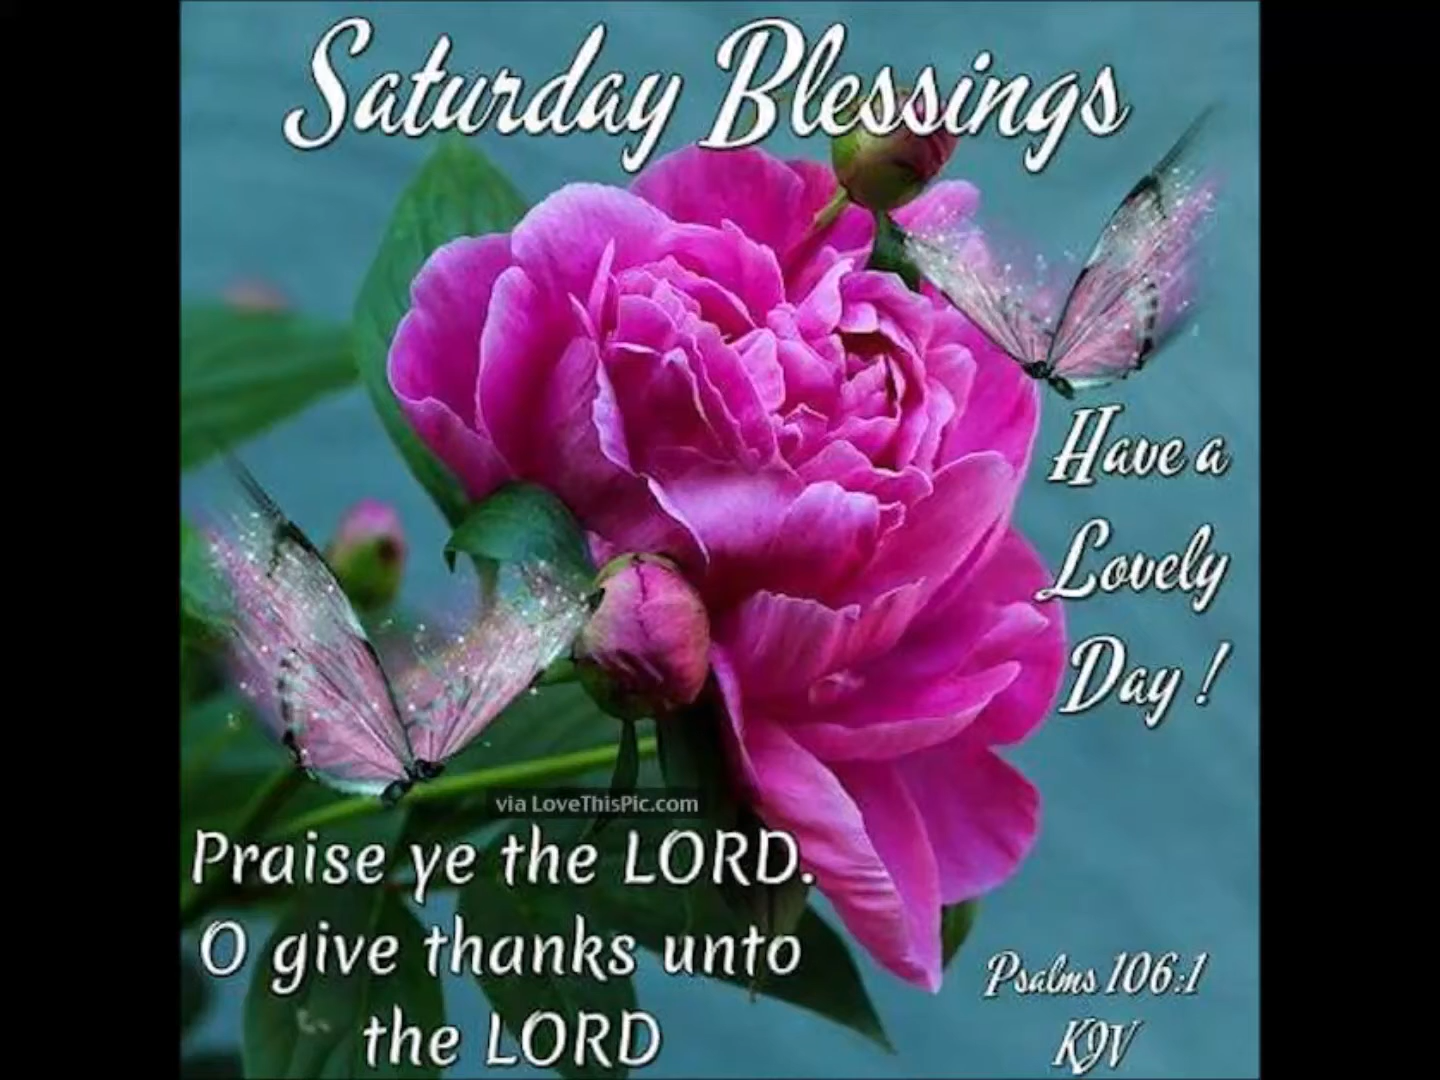 Saturday Blessings
Have a
Lovely
Day !
via LoveThisPic.com
Praise ye the LORD.
O give thanks unto
the LORD
Psalms 106:1
KJV